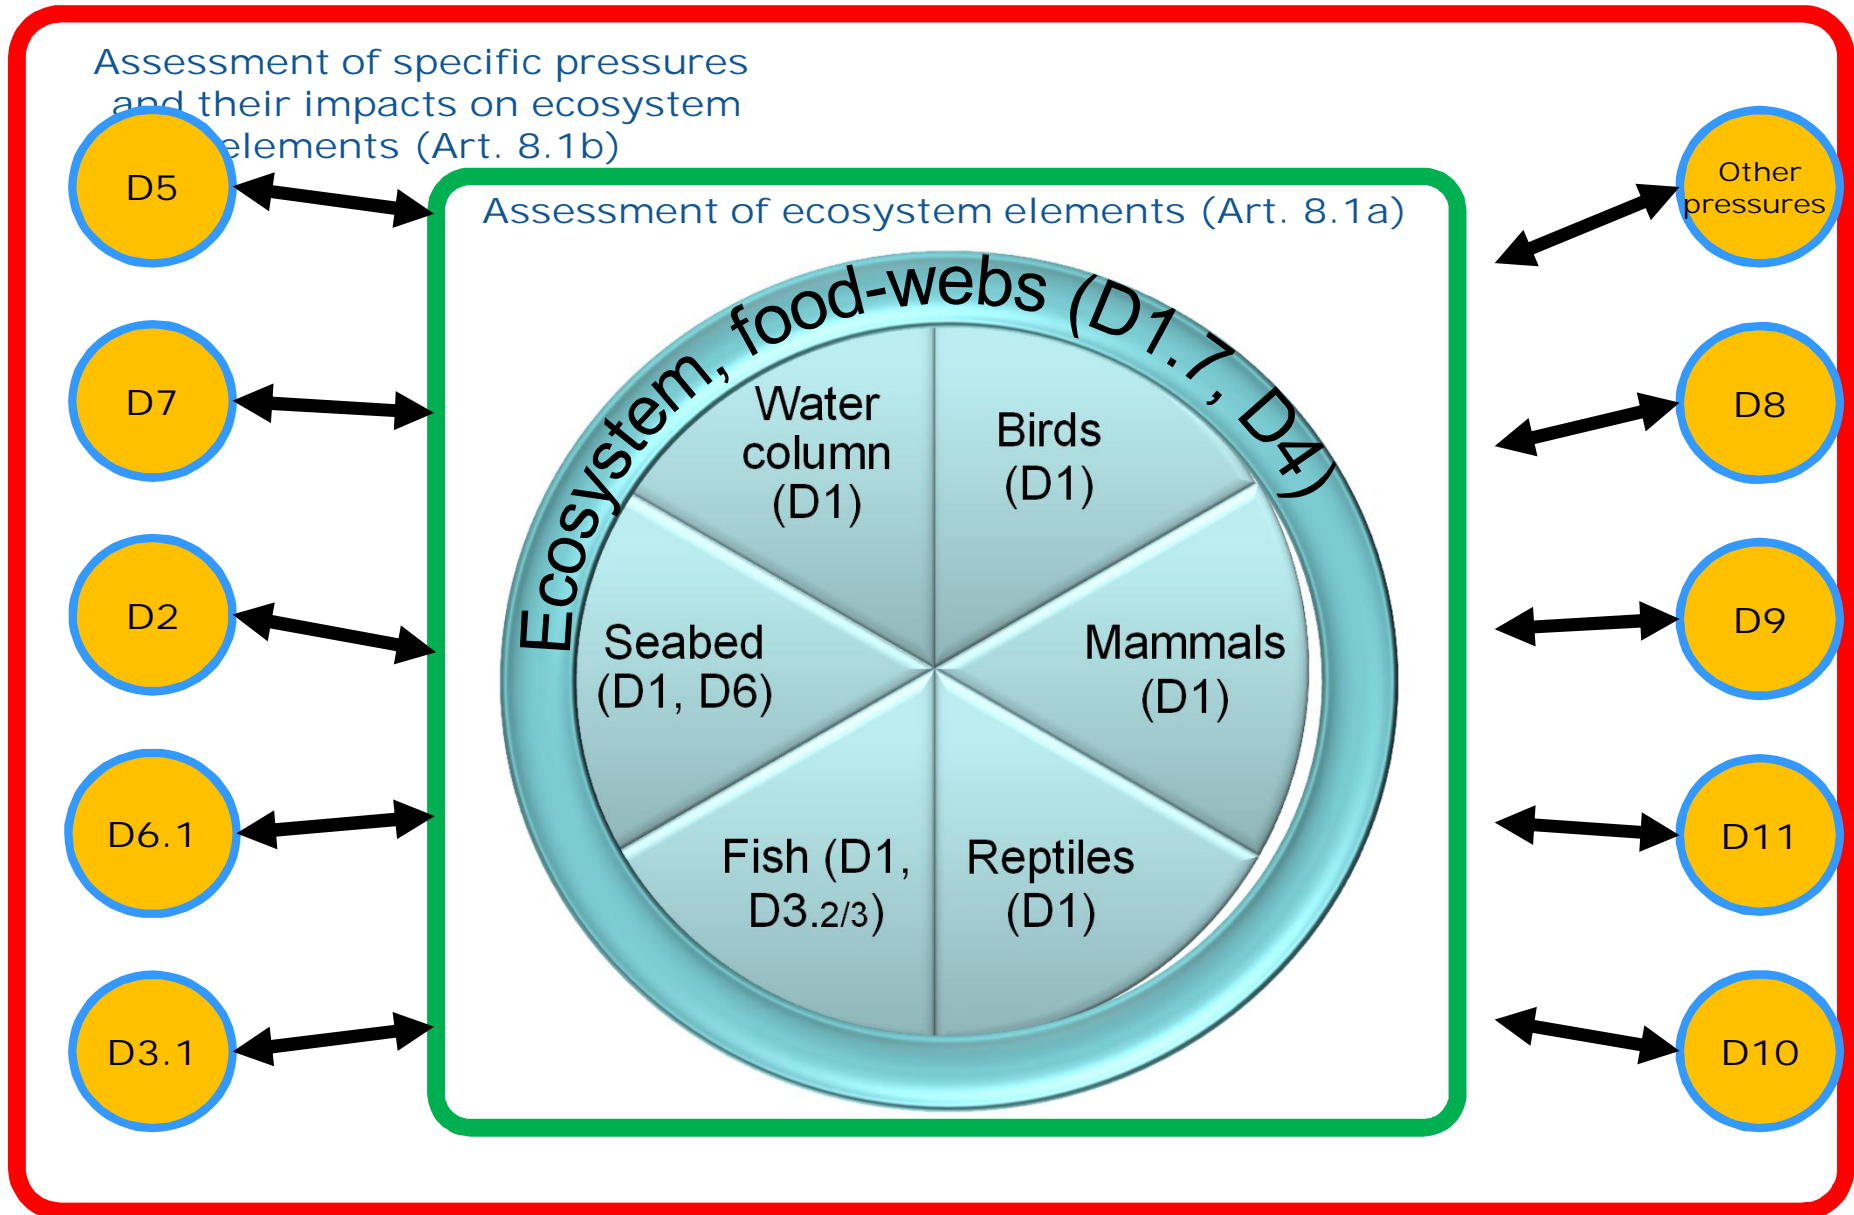 Assessment of specific pressures
and their impacts on ecosystem
elements (Art. 8.1b)
D5
D7
D2
D6.1
D3.1
Assessment of ecosystem elements (Art. 8.1a)
Ecosystem, food-webs (D1.7, D4)
Water
column
(D1)
Birds
(D1)
Seabed
(D1, D6)
Mammals
(D1)
Fish (D1,
D3.2/3)
Reptiles
(D1)
Other
pressures
D8
D9
D11
D10